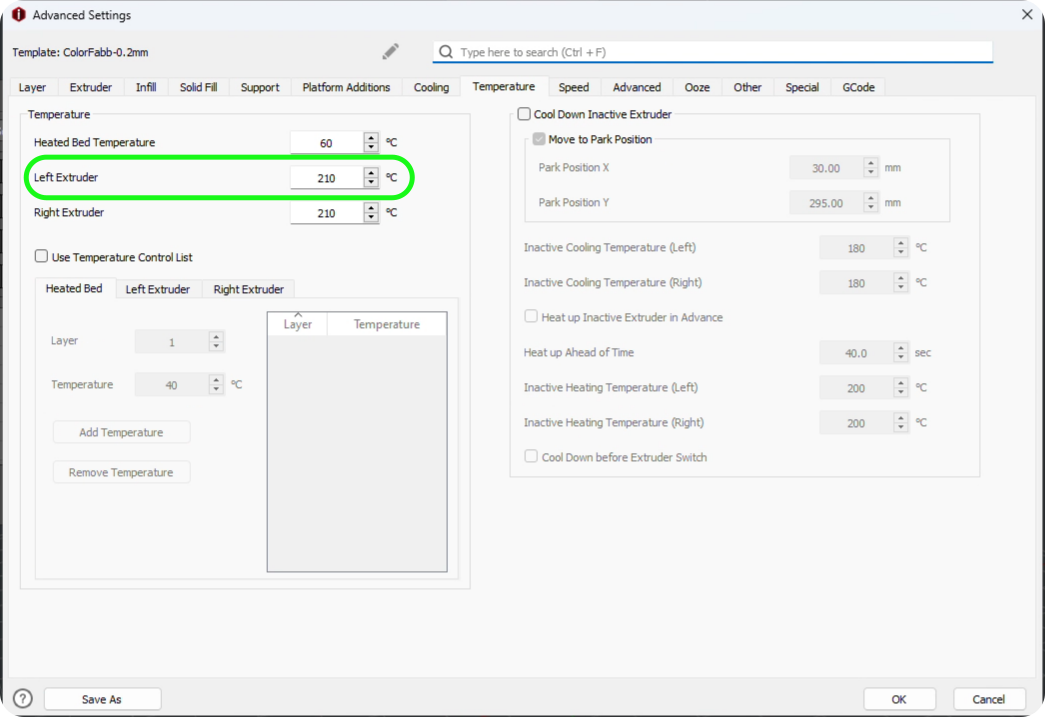 Advanced Settings
Template: ColorFabb-0.2mm
Type here to search (Ctrl + F)
Layer Extruder Infill Solid Fill Support Platform Additions Cooling Temperature Speed Advanced Ooze Other Special GCode
Temperature
Heated Bed Temperature 60 ºC
Left Extruder 210 ºC
Right Extruder 210 ºC
Use Temperature Control List
Heated Bed Left Extruder Right Extruder
Layer 1
Temperature 40 ºC
Add Temperature
Remove Temperature
Layer Temperature
Cool Down Inactive Extruder
Move to Park Position
Park Position X 30.00 mm
Park Position Y 295.00 mm
Inactive Cooling Temperature (Left) 180 ºC
Inactive Cooling Temperature (Right) 180 ºC
Heat up Inactive Extruder in Advance
Heat up Ahead of Time 40.0 sec
Inactive Heating Temperature (Left) 200 ºC
Inactive Heating Temperature (Right) 200 ºC
Cool Down before Extruder Switch
? Save As OK Cancel